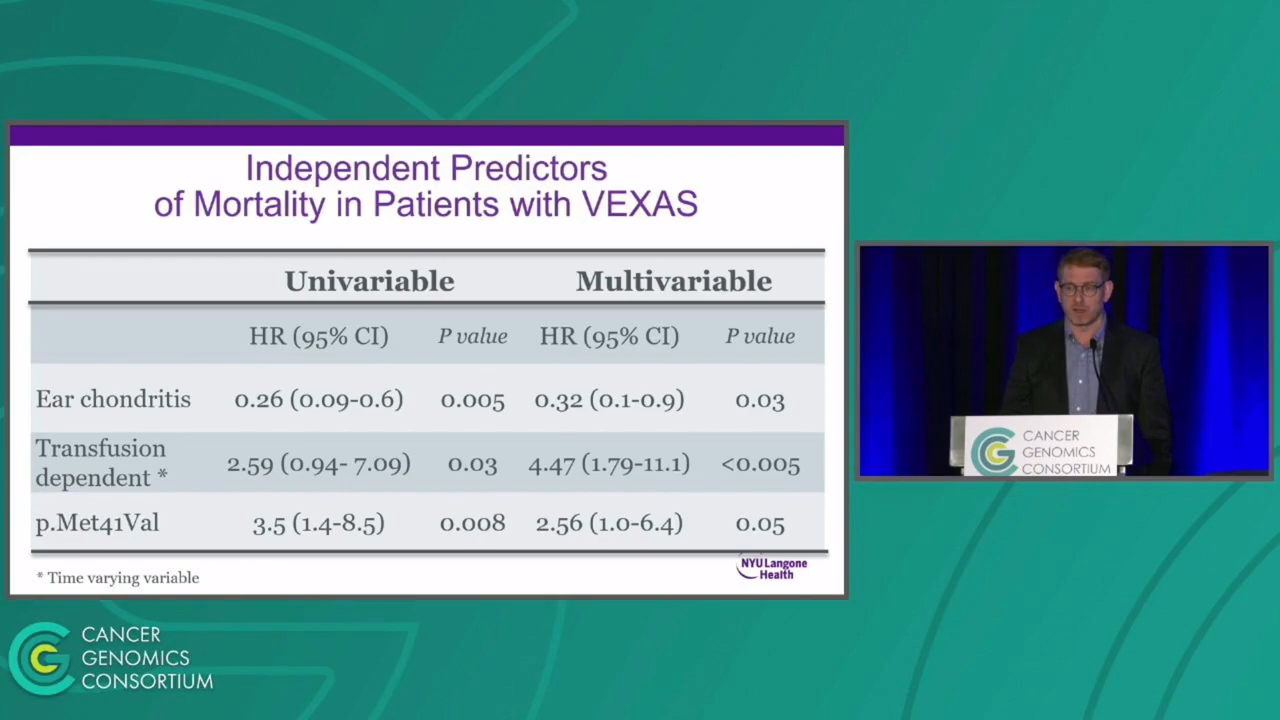 Independent Predictors
of Mortality in Patients with VEXAS
Univariable Multivariable
HR (95% CI) P value HR (95% CI) P value
Ear chondritis 0.26 (0.09-0.6) 0.005 0.32 (0.1-0.9) 0.03
Transfusion
dependent * 2.59 (0.94- 7.09) 0.03 4.47 (1.79-11.1) <0.005
p.Met41Val 3.5 (1.4-8.5) 0.008 2.56 (1.0-6.4) 0.05
* Time varying variable
NYU Langone
Health
CANCER
GENOMICS
CONSORTIUM
CANCER
GENOMICS
CONSORTIUM